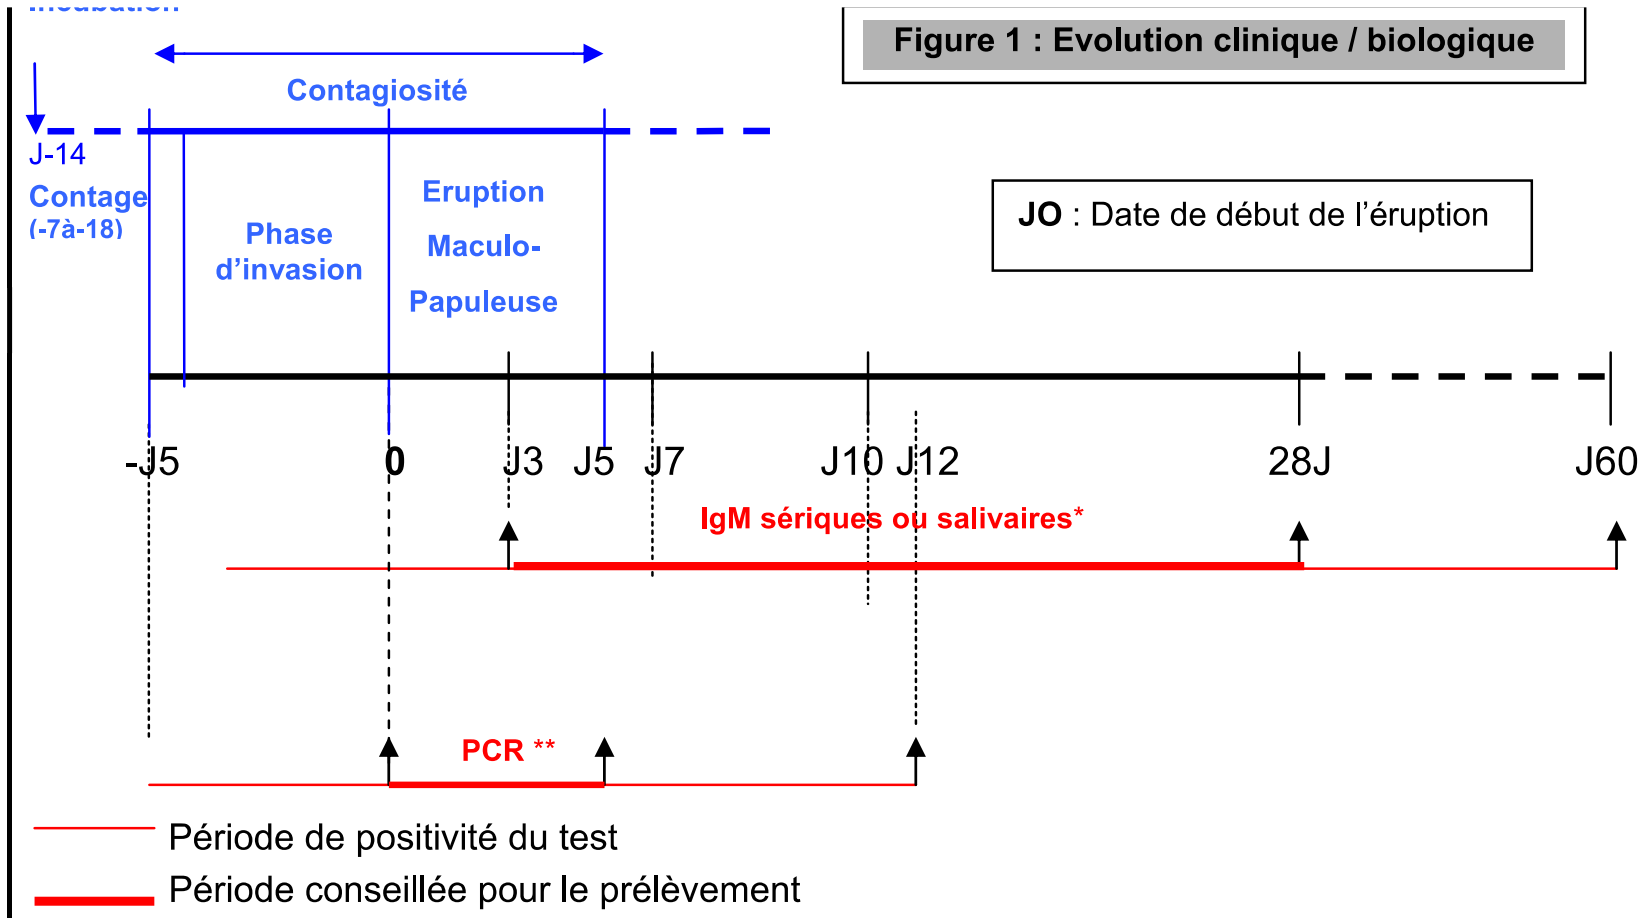 Incubation
Figure 1 : Evolution clinique / biologique
Contagiosité
J-14
Contage
(-7à-18)
Phase
d’invasion
Eruption
Maculo-
Papuleuse
JO : Date de début de l’éruption
-J5 0 J3 J5 J7 J10 J12 28J J60
IgM sériques ou salivaires*
PCR **
Période de positivité du test
Période conseillée pour le prélèvement